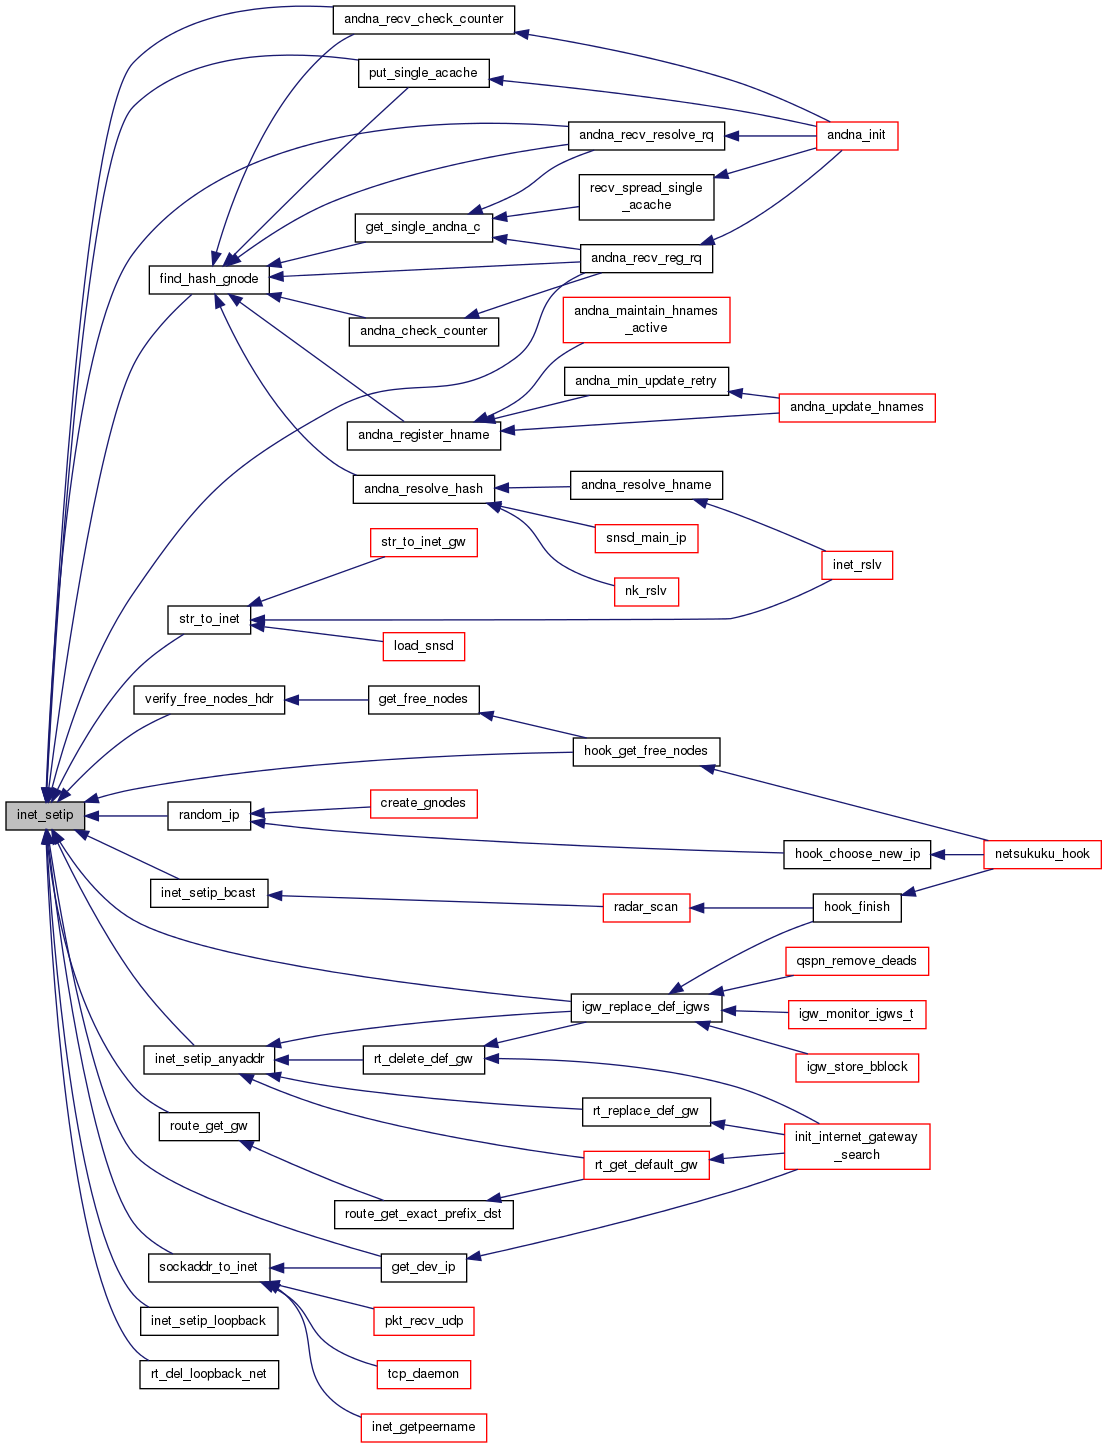 andna_recv_check_counter
put_single_acache
andna_recv_resolve_rq
andna_init
recv_spread_single
_acache
get_single_andna_c
andna_recv_reg_rq
find_hash_gnode
andna_check_counter
andna_maintain_hnames
_active
andna_min_update_retry
andna_update_hnames
andna_register_hname
andna_resolve_hash
andna_resolve_hname
snsd_main_ip
str_to_inet_gw
inet_rslv
nk_rslv
str_to_inet
load_snsd
verify_free_nodes_hdr
get_free_nodes
hook_get_free_nodes
inet_setip
random_ip
create_gnodes
hook_choose_new_ip
netsukuku_hook
inet_setip_bcast
radar_scan
hook_finish
qspn_remove_deads
igw_replace_def_igws
igw_monitor_igws_t
inet_setip_anyaddr
rt_delete_def_gw
igw_store_bblock
rt_replace_def_gw
route_get_gw
init_internet_gateway
_search
rt_get_default_gw
route_get_exact_prefix_dst
sockaddr_to_inet
get_dev_ip
inet_setip_loopback
pkt_recv_udp
rt_del_loopback_net
tcp_daemon
inet_getpeername